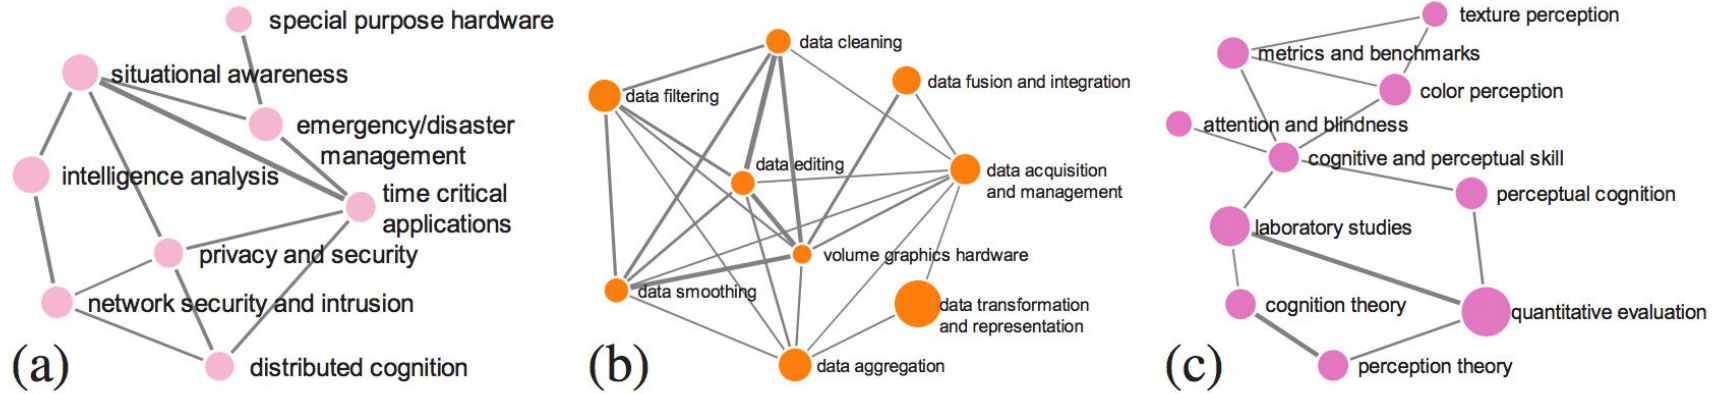 special purpose hardware
situational awareness
emergency/disaster
management
intelligence analysis
time critical
applications
privacy and security
network security and intrusion
distributed cognition
(a)
data cleaning
data fusion and integration
data filtering
data editing
data acquisition
and management
volume graphics hardware
data smoothing
data transformation
and representation
data aggregation
(b)
texture perception
metrics and benchmarks
color perception
attention and blindness
cognitive and perceptual skill
perceptual cognition
laboratory studies
cognition theory
quantitative evaluation
perception theory
(c)